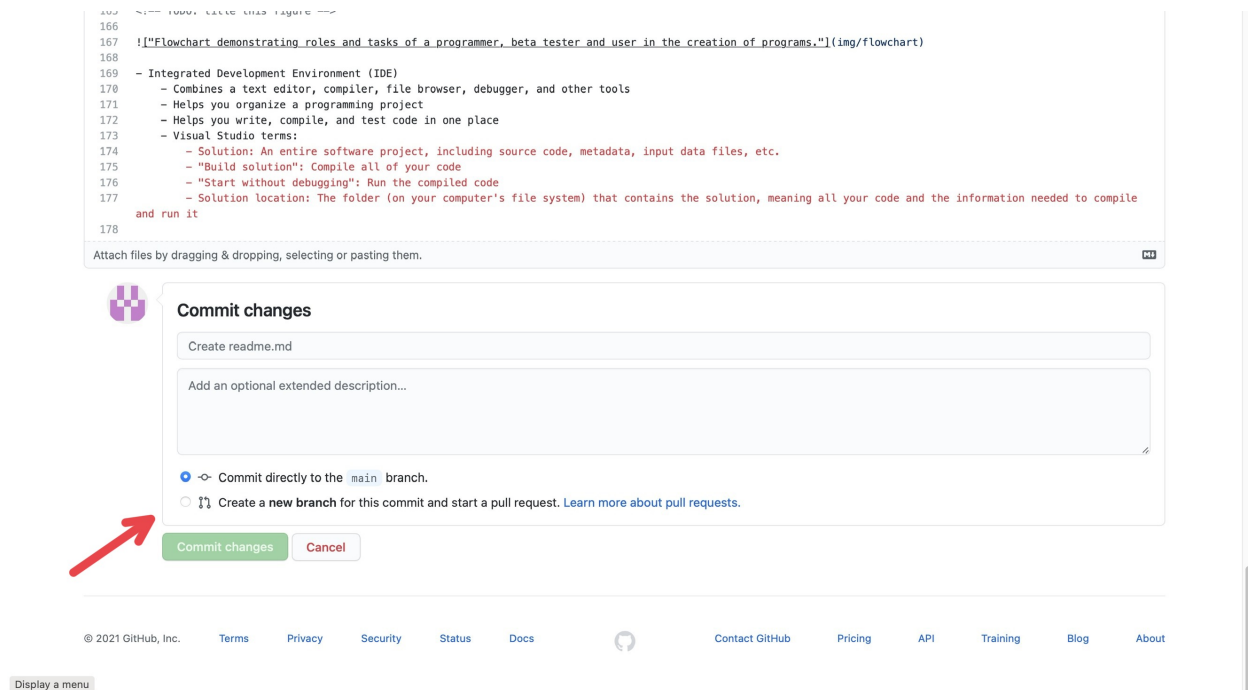 165 <!-- TODO: title this figure -->
166
167 !["Flowchart demonstrating roles and tasks of a programmer, beta tester and user in the creation of programs."](img/flowchart)
168
169 - Integrated Development Environment (IDE)
170 - Combines a text editor, compiler, file browser, debugger, and other tools
171 - Helps you organize a programming project
172 - Helps you write, compile, and test code in one place
173 - Visual Studio terms:
174 - Solution: An entire software project, including source code, metadata, input data files, etc.
175 - "Build solution": Compile all of your code
176 - "Start without debugging": Run the compiled code
177 - Solution location: The folder (on your computer's file system) that contains the solution, meaning all your code and the information needed to compile
and run it
178
Attach files by dragging & dropping, selecting or pasting them.
Commit changes
Create readme.md
Add an optional extended description...
Commit directly to the main branch.
Create a new branch for this commit and start a pull request. Learn more about pull requests.
Commit changes Cancel
© 2021 GitHub, Inc. Terms Privacy Security Status Docs Contact GitHub Pricing API Training Blog About
Display a menu